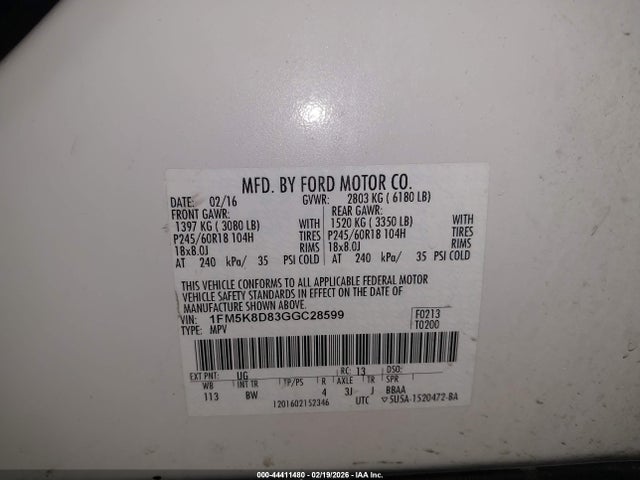 MFD. BY FORD MOTOR CO.
DATE: 02/16 GVWR: 2803 KG ( 6180 LB)
FRONT GAWR: REAR GAWR:
1397 KG ( 3080 LB) WITH 1520 KG ( 3350 LB) WITH
P245/60R18 104H TIRES P245/60R18 104H TIRES
18x8.0J RIMS 18x8.0J RIMS
AT 240 kPa/ 35 PSI COLD AT 240 kPa/ 35 PSI COLD
THIS VEHICLE CONFORMS TO ALL APPLICABLE FEDERAL MOTOR
VEHICLE SAFETY STANDARDS IN EFFECT ON THE DATE OF
MANUFACTURE SHOWN ABOVE.
VIN: 1FM5K8D83GGC28599 F0213
TYPE: MPV T0200
EXT PNT: UG RC: 13 DSO:
WB INT TR TP/PS R AXLE TR SPR
113 BW 4 3J J BBAA
1201602152346 UTC ▽5USA-1520472-BA
000-44411480 - 02/19/2026 - IAA Inc.